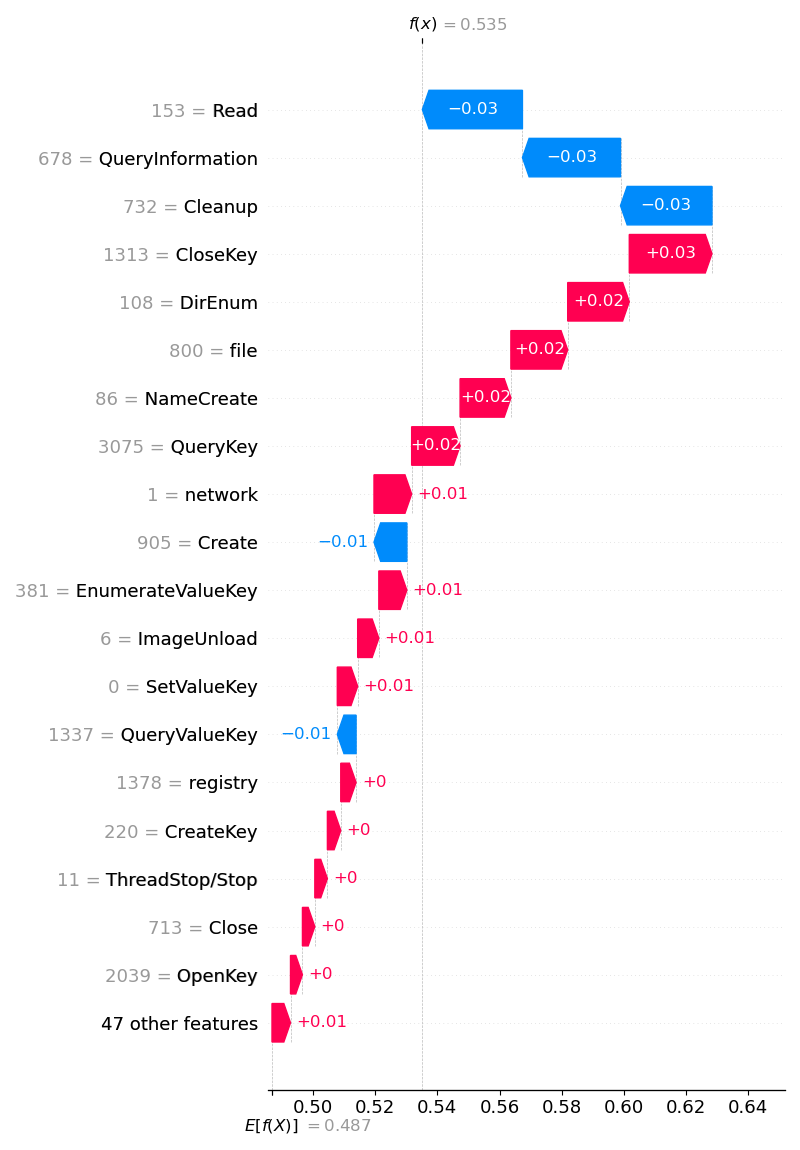 f(x) = 0.535
153 = Read −0.03
678 = QueryInformation −0.03
732 = Cleanup −0.03
1313 = CloseKey +0.03
108 = DirEnum +0.02
800 = file +0.02
86 = NameCreate +0.02
3075 = QueryKey +0.02
1 = network +0.01
905 = Create −0.01
381 = EnumerateValueKey +0.01
6 = ImageUnload +0.01
0 = SetValueKey +0.01
1337 = QueryValueKey −0.01
1378 = registry +0
220 = CreateKey +0
11 = ThreadStop/Stop +0
713 = Close +0
2039 = OpenKey +0
47 other features +0.01
0.50 0.52 0.54 0.56 0.58 0.60 0.62 0.64
E[f(X)] = 0.487